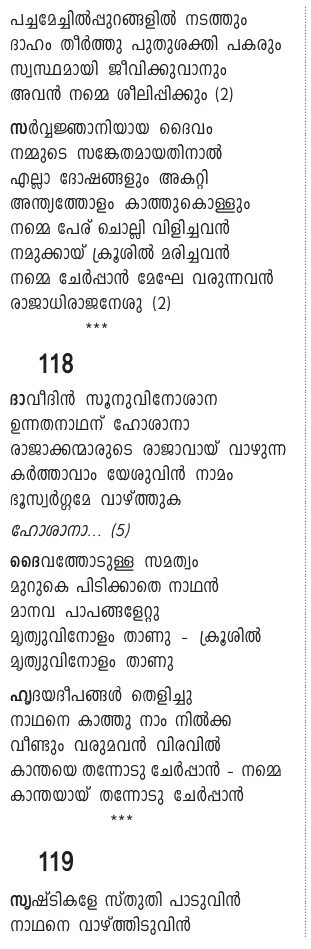 പച്ചമേച്ചിൽപ്പുറങ്ങളിൽ നടത്തും
ദാഹം തീർത്തു പുതുശക്തി പകരും
സ്വസ്ഥമായി ജീവിക്കുവാനും
അവൻ നമ്മെ ശീലിപ്പിക്കും (2)
സർവ്വജ്ഞാനിയായ ദൈവം
നമ്മുടെ സങ്കേതമായതിനാൽ
എല്ലാ ദോഷങ്ങളും അകറ്റി
അന്ത്യത്തോളം കാത്തുകൊള്ളും
നമ്മെ പേര് ചൊല്ലി വിളിച്ചവൻ
നമുക്കായ് ക്രൂശിൽ മരിച്ചവൻ
നമ്മെ ചേർപ്പാൻ മേഘേ വരുന്നവൻ
രാജാധിരാജനേശു (2)
***
118
ദാവീദിൻ സൂനുവിനോശാന
ഉന്നതനാഥന് ഹോശാനാ
രാജാക്കന്മാരുടെ രാജാവായ് വാഴുന്ന
കർത്താവാം യേശുവിൻ നാമം
ഭൂസ്വർഗ്ഗമേ വാഴ്ത്തുക
ഹോശാനാ... (5)
ദൈവത്തോടുള്ള സമത്വം
മുറുകെ പിടിക്കാതെ നാഥൻ
മാനവ പാപങ്ങളേറ്റു
മൃത്യുവിനോളം താണു - ക്രൂശിൽ
മൃത്യുവിനോളം താണു
ഹൃദയദീപങ്ങൾ തെളിച്ചു
നാഥനെ കാത്തു നാം നിൽക്ക
വീണ്ടും വരുമവൻ വിരവിൽ
കാന്തയെ തന്നോടു ചേർപ്പാൻ - നമ്മെ
കാന്തയായ് തന്നോടു ചേർപ്പാൻ
***
119
സൃഷ്ടികളേ സ്തുതി പാടുവിൻ
നാഥനെ വാഴ്ത്തിടുവിൻ